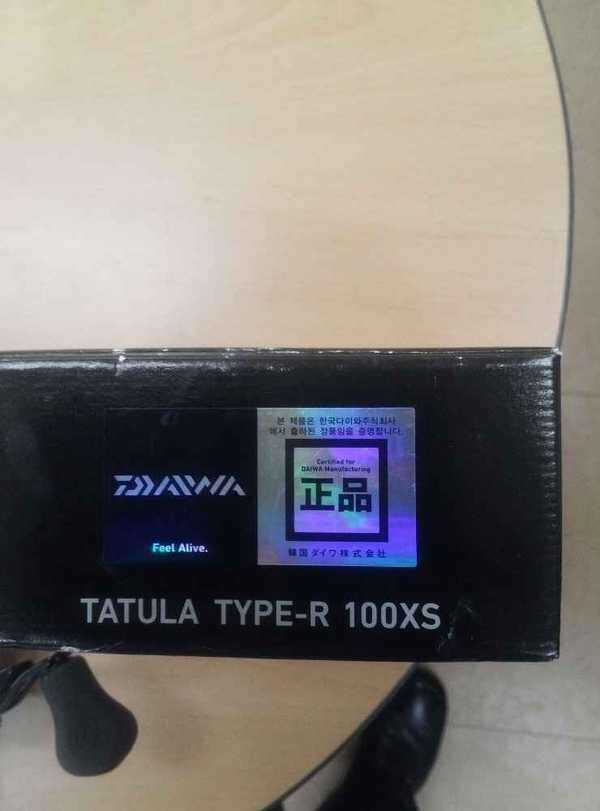 DAIWA
Feel Alive.
본 제품은 한국다이와주식회사
에서 출하된 정품임을 증명합니다.
Certified for
DAIWA Manufacturing
正品
韓国ダイワ株式会社
TATULA TYPE-R 100XS